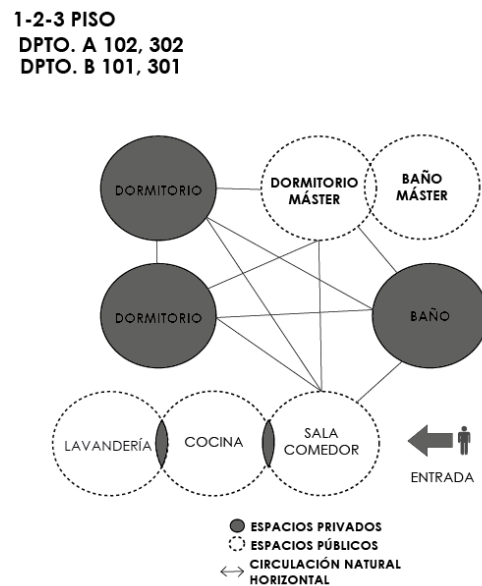 1-2-3 PISO
DPTO. A 102, 302
DPTO. B 101, 301
DORMITORIO
DORMITORIO
MÁSTER
BAÑO
MÁSTER
DORMITORIO
BAÑO
LAVANDERÍA
COCINA
SALA
COMEDOR
ENTRADA
ESPACIOS PRIVADOS
ESPACIOS PÚBLICOS
CIRCULACIÓN NATURAL
HORIZONTAL